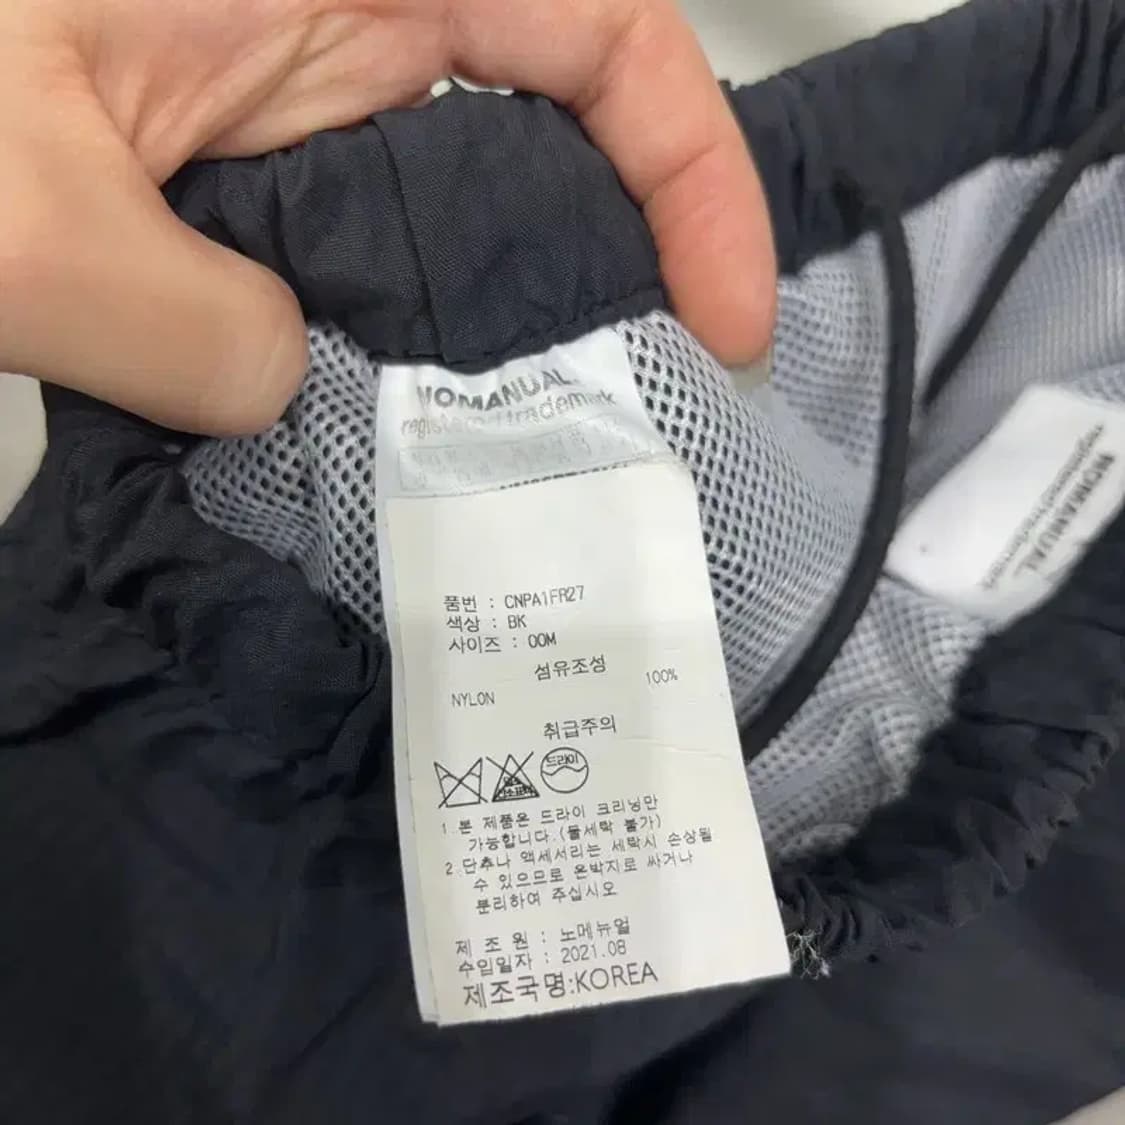 NOMANUAL.
registered trademark
품번 : CNPA1FR27
색상 : BK
사이즈 : 00M
섬유조성
NYLON 100%
취급주의
드라이
1.본 제품온 드라이 크리닝만
가능합니다.(물세탁 불가)
2.단추나 액세서리는 세탁시 손상될
수 있으므로 은박지로 싸거나
분리하여 주십시오
제 조 원 : 노메뉴얼
수입일자 : 2021.08
제조국명:KOREA
NOMANUAL
registered trademark